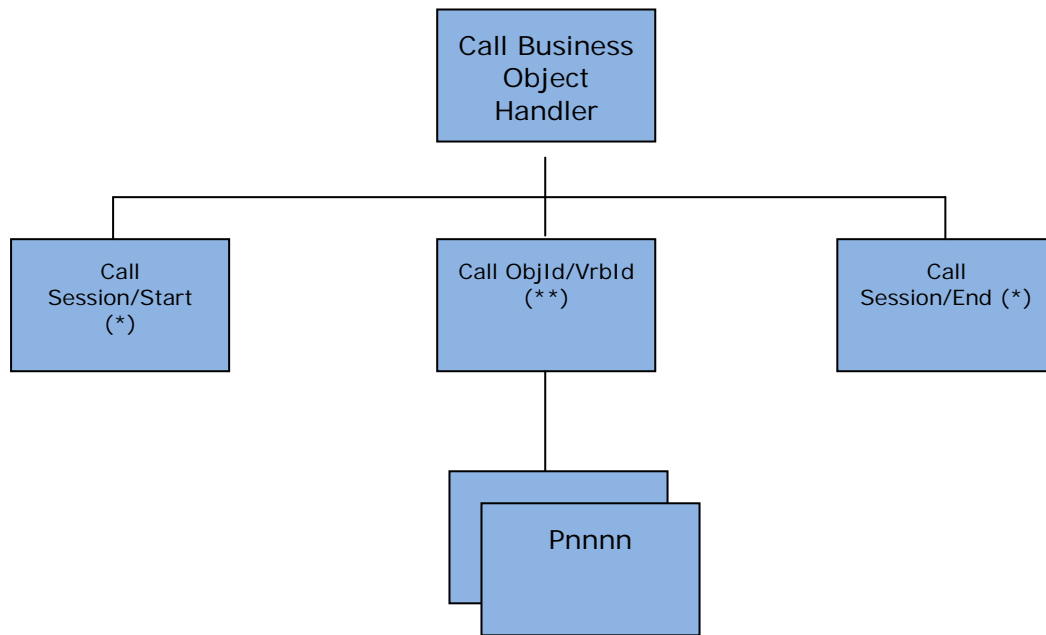 Call Business
Object
Handler
Call
Session/Start
(*)
Call ObjId/VrbId
(**)
Call
Session/End (*)
Pnnnn